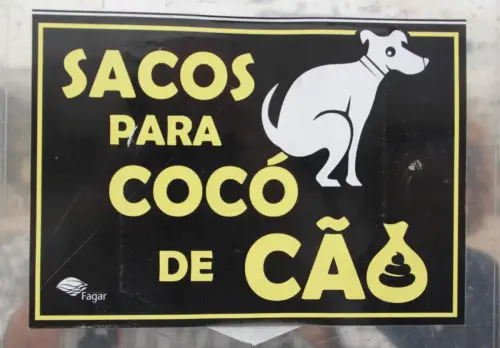 SACOS
PARA
COCÓ
DE CÃO
Fagar